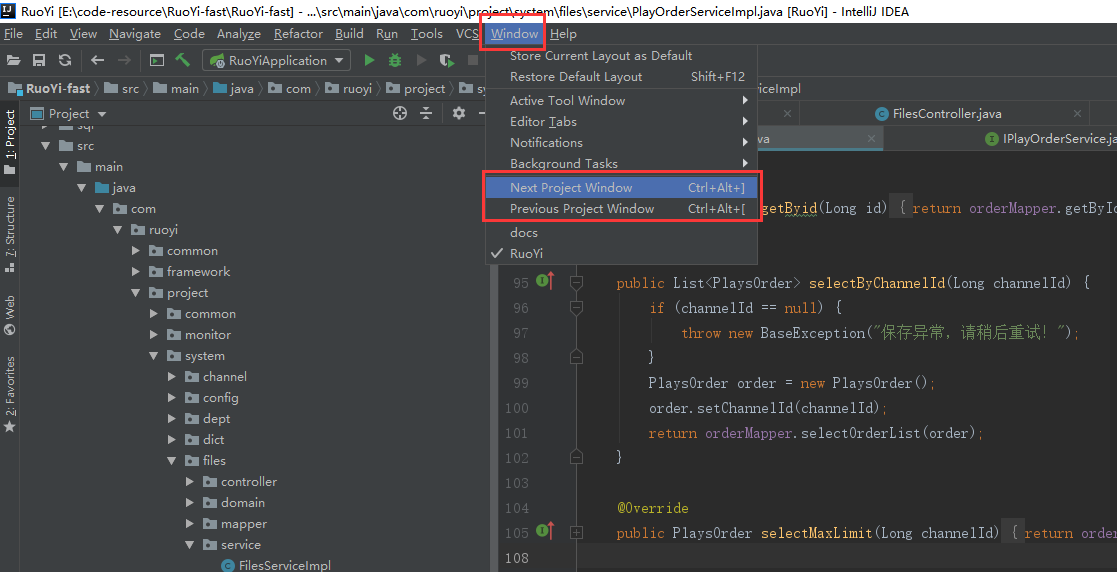 RuoYi [E:\code-resource\RuoYi-fast\RuoYi-fast] - ...\src\main\java\com\ruoyi\project\system\files\service\PlayOrderServiceImpl.java [RuoYi] - IntelliJ IDEA
File Edit View Navigate Code Analyze Refactor Build Run Tools VCS Window Help
RuoYiApplication
RuoYi-fast src main java com ruoyi project sy viceImpl
Store Current Layout as Default
Restore Default Layout Shift+F12
Active Tool Window
Editor Tabs
Notifications
Background Tasks
Next Project Window Ctrl+Alt+]
Previous Project Window Ctrl+Alt+[
docs
RuoYi
1: Project
7: Structure
Web
2: Favorites
Project
sql
src
main
java
com
ruoyi
common
framework
project
common
monitor
system
channel
config
dept
dict
files
controller
domain
mapper
service
FilesServiceImpl
FilesController.java
va
IPlayOrderService.ja
getByid(Long id) { return orderMapper.getById
95 public List<PlaysOrder> selectByChannelId(Long channelId) {
96 if (channelId == null) {
97 throw new BaseException("保存异常，请稍后重试！");
98 }
99 PlaysOrder order = new PlaysOrder();
100 order.setChannelId(channelId);
101 return orderMapper.selectOrderList(order);
102 }
103
104 @Override
105 public PlaysOrder selectMaxLimit(Long channelId) { return order
108